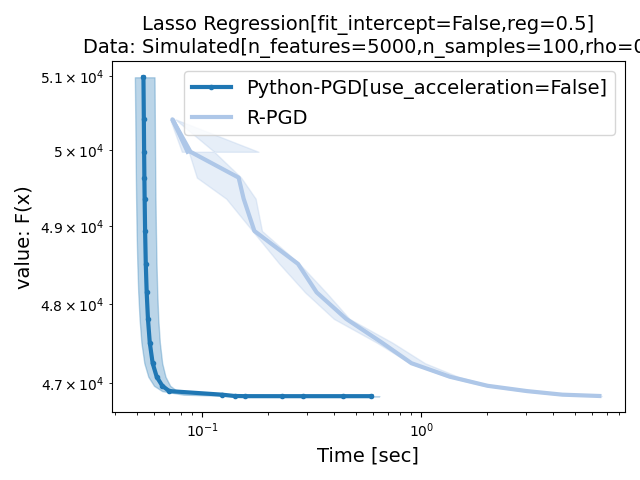 Lasso Regression[fit_intercept=False,reg=0.5]
Data: Simulated[n_features=5000,n_samples=100,rho=0
Python-PGD[use_acceleration=False]
R-PGD
value: F(x)
5.1 × 10⁴
5 × 10⁴
4.9 × 10⁴
4.8 × 10⁴
4.7 × 10⁴
10⁻¹
10⁰
Time [sec]